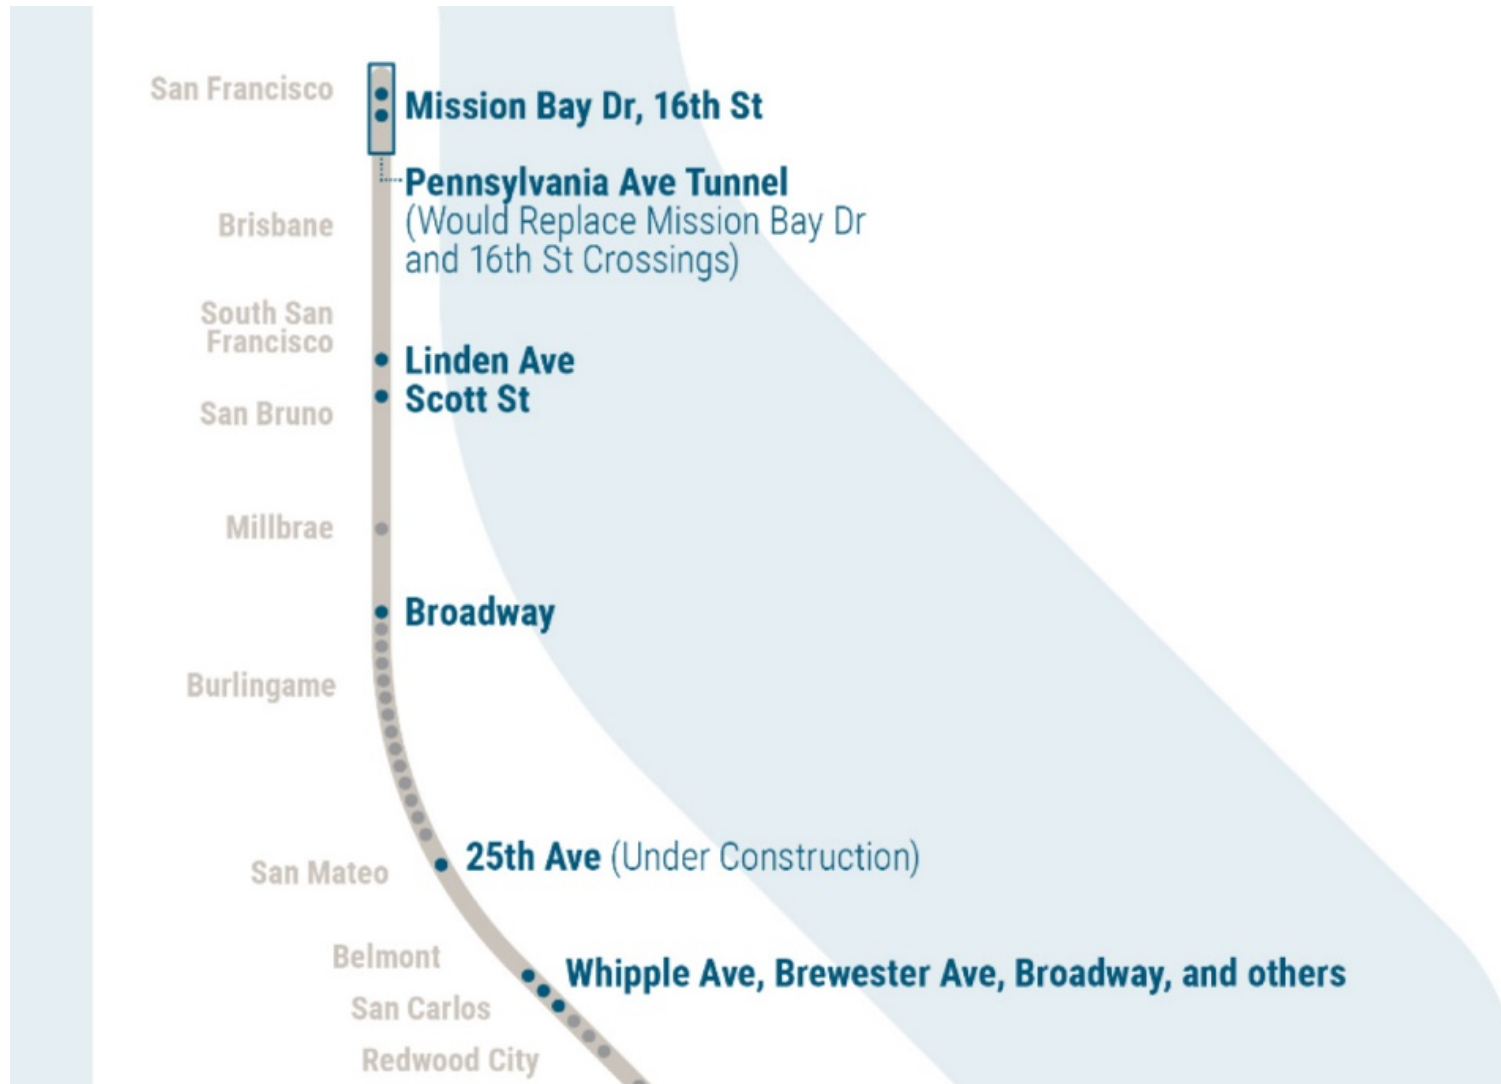 San Francisco
Mission Bay Dr, 16th St
Pennsylvania Ave Tunnel
(Would Replace Mission Bay Dr
and 16th St Crossings)
Brisbane
South San
Francisco
Linden Ave
Scott St
San Bruno
Millbrae
Broadway
Burlingame
25th Ave (Under Construction)
San Mateo
Belmont
Whipple Ave, Brewester Ave, Broadway, and others
San Carlos
Redwood City